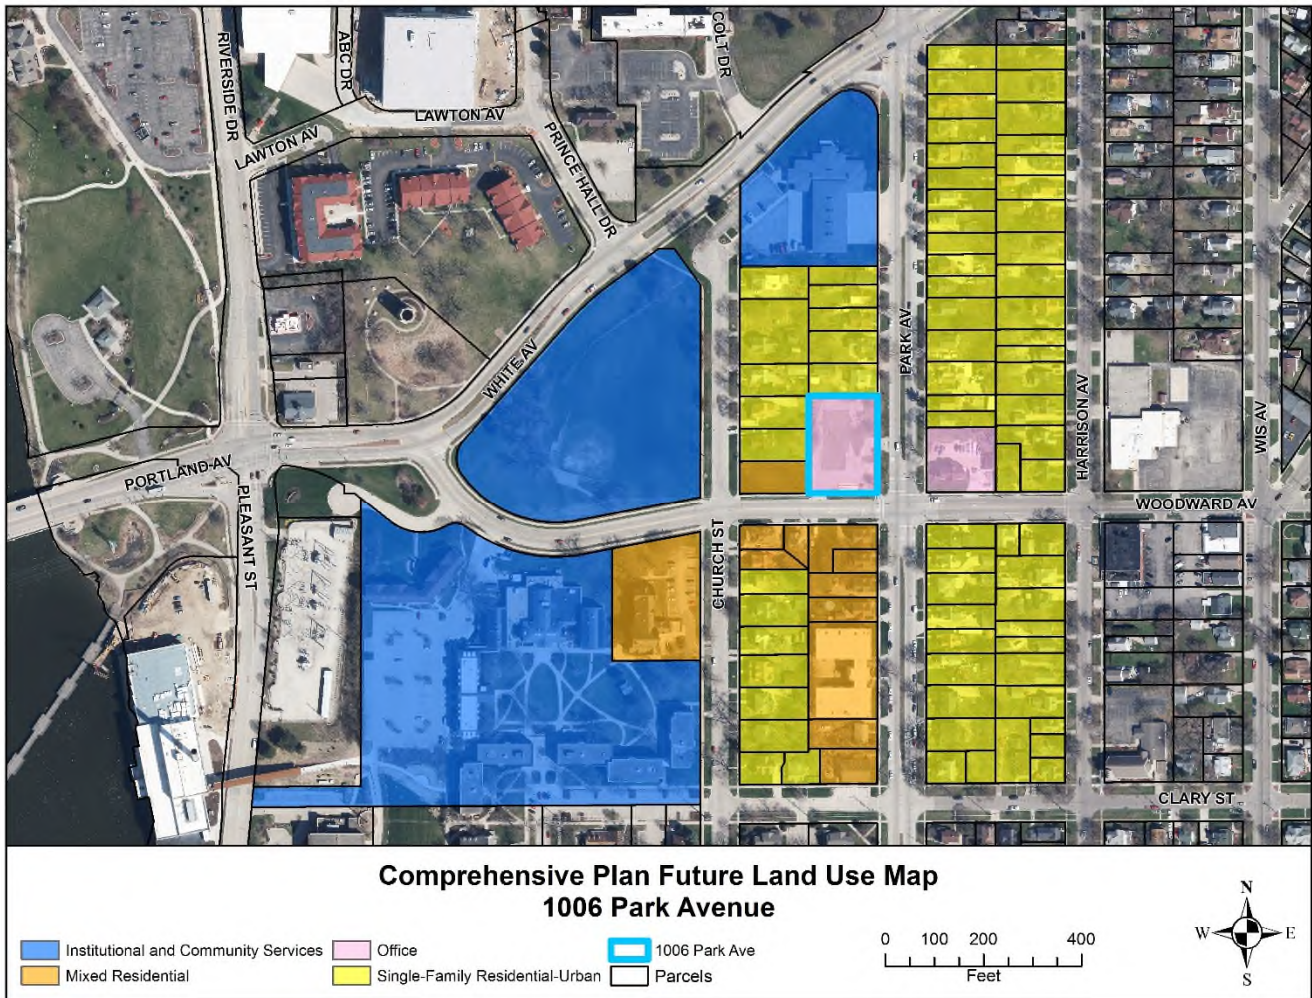 RIVERSIDE DR
ABC DR
COLT DR
LAWTON AV
LAWTON AV
PRINCE HALL DR
WHITE AV
PARK AV
HARRISON AV
WIS AV
PORTLAND AV
PLEASANT ST
WOODWARD AV
CHURCH ST
CLARY ST
Comprehensive Plan Future Land Use Map
1006 Park Avenue
Institutional and Community Services
Office
1006 Park Ave
Mixed Residential
Single-Family Residential-Urban
Parcels
0 100 200 400
Feet
N
W E
S